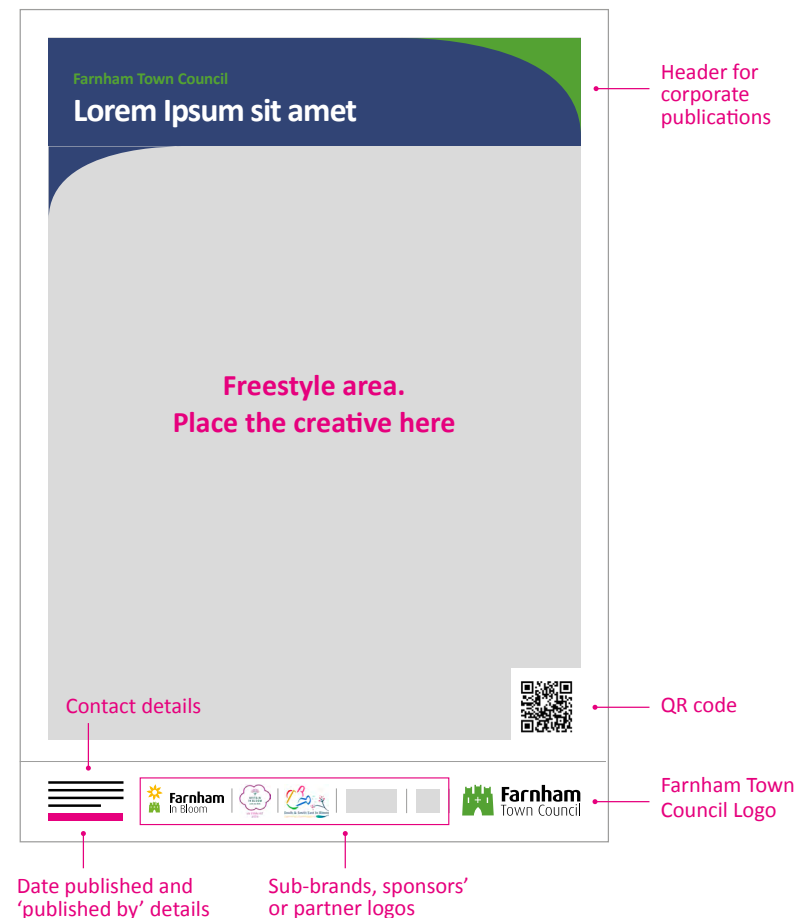 Farnham Town Council
Lorem Ipsum sit amet
Header for
corporate
publications
Freestyle area.
Place the creative here
Contact details
QR code
Farnham
In Bloom
Farnham
Town Council
Farnham Town
Council Logo
Date published and
‘published by’ details
Sub-brands, sponsors’
or partner logos